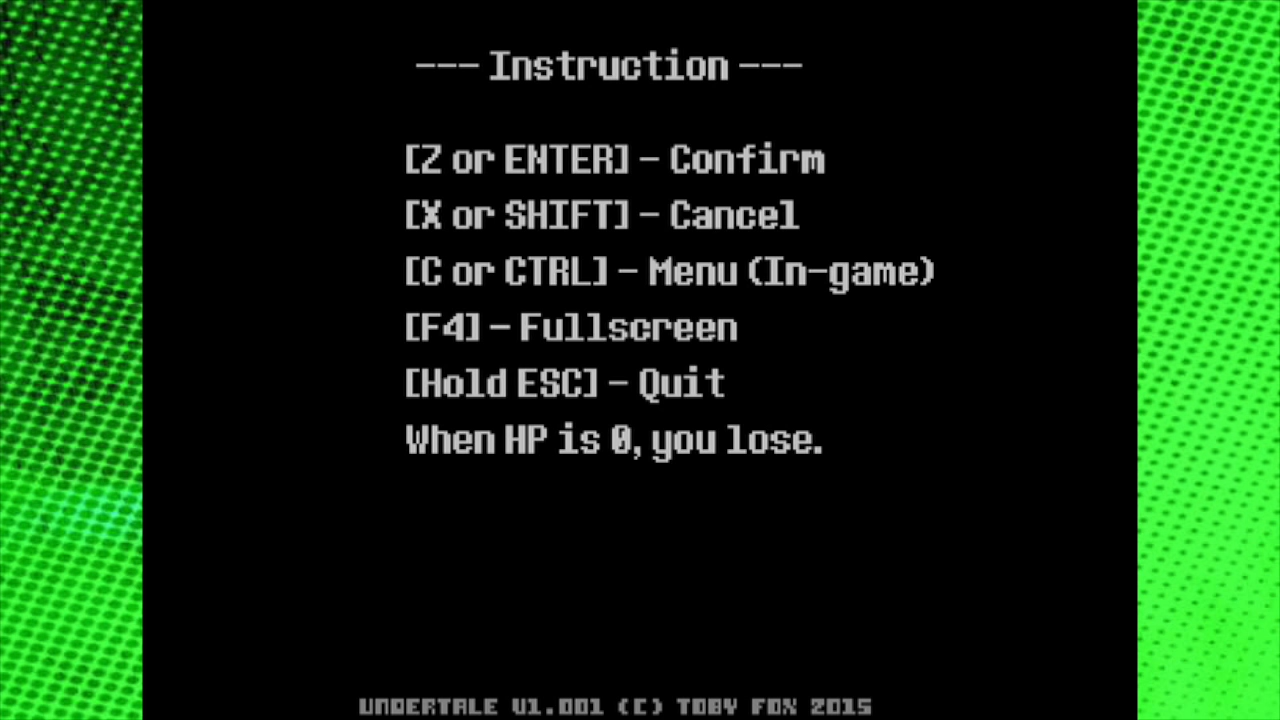 --- Instruction ---
[Z or ENTER] - Confirm
[X or SHIFT] - Cancel
[C or CTRL] - Menu (In-game)
[F4] - Fullscreen
[Hold ESC] - Quit
When HP is 0, you lose.
UNDERTALE V1.001 (C) TOBY FOX 2015